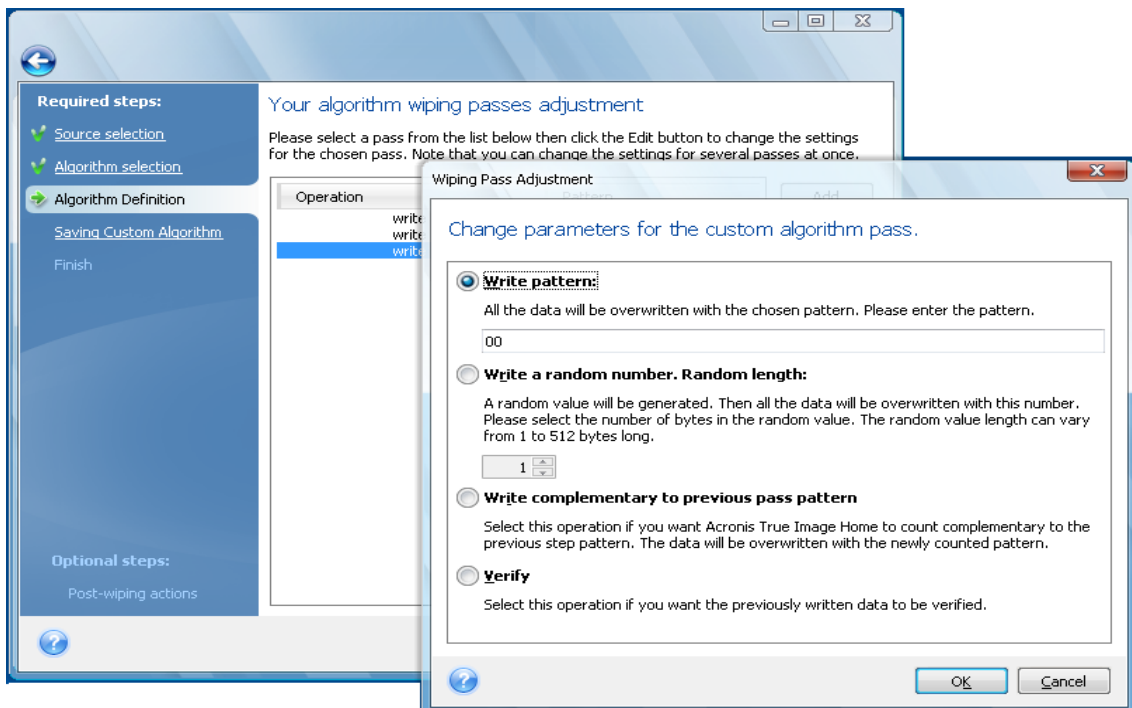 Required steps:
Source selection
Algorithm selection
Algorithm Definition
Saving Custom Algorithm
Finish
Optional steps:
Post-wiping actions
Your algorithm wiping passes adjustment
Please select a pass from the list below then click the Edit button to change the settings
for the chosen pass. Note that you can change the settings for several passes at once.
Operation
Pattern
Add
write
write
write
Wiping Pass Adjustment
Change parameters for the custom algorithm pass.
Write pattern:
All the data will be overwritten with the chosen pattern. Please enter the pattern.
00
Write a random number. Random length:
A random value will be generated. Then all the data will be overwritten with this number.
Please select the number of bytes in the random value. The random value length can vary
from 1 to 512 bytes long.
1
Write complementary to previous pass pattern
Select this operation if you want Acronis True Image Home to count complementary to the
previous step pattern. The data will be overwritten with the newly counted pattern.
Verify
Select this operation if you want the previously written data to be verified.
OK
Cancel